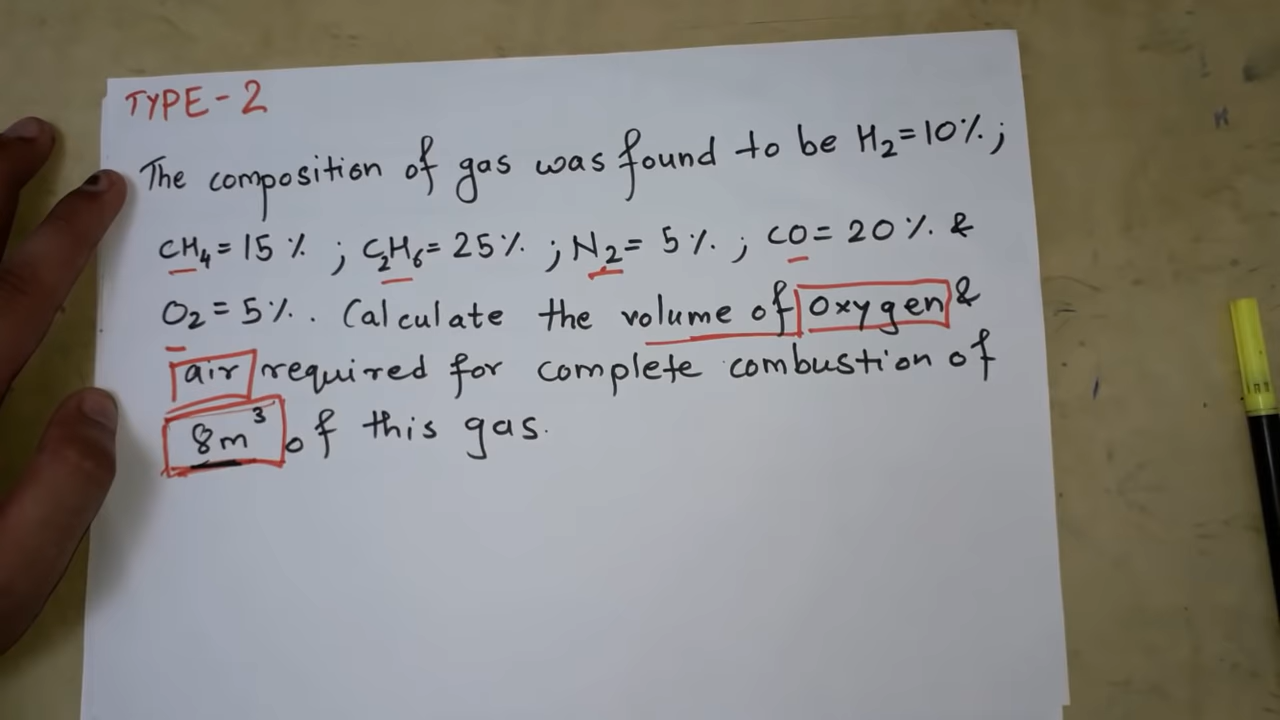 TYPE-2
The composition of gas was found to be H₂=10%;
CH₄=15% ; C₂H₆=25% ; N₂=5% ; CO=20% &
O₂=5%. Calculate the volume of oxygen &
air required for complete combustion of
8m³ of this gas.